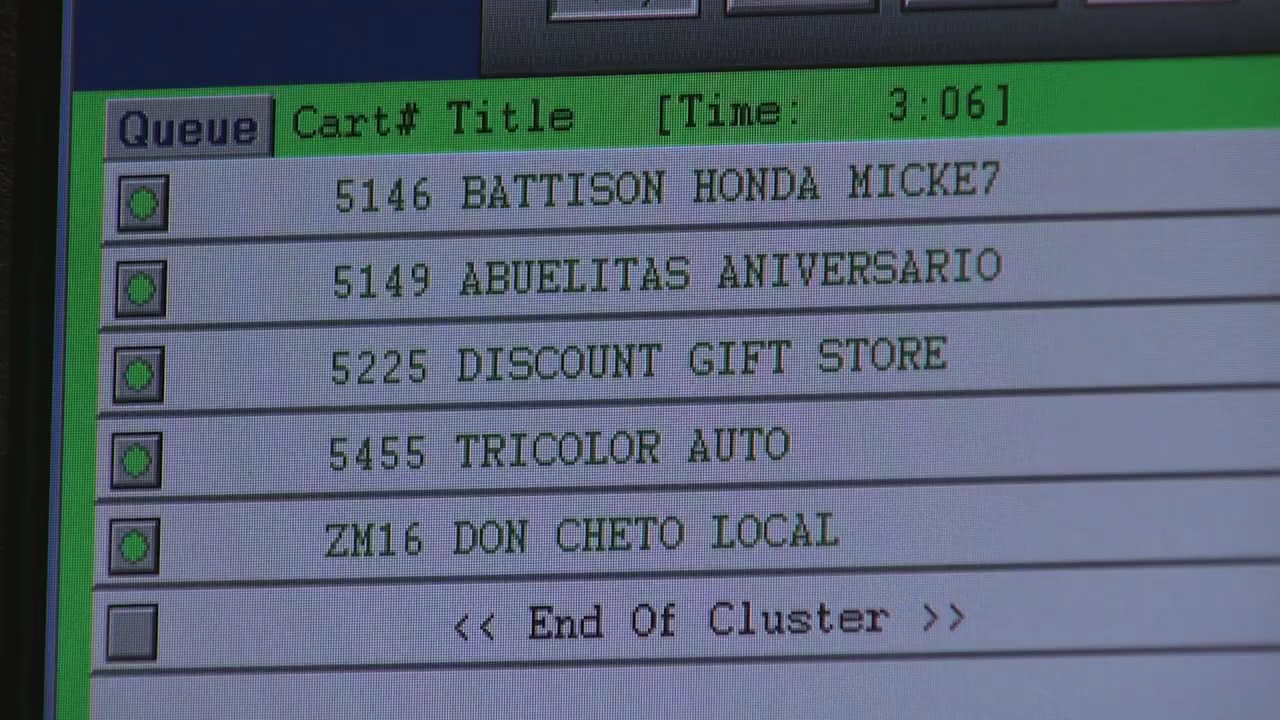 Queue Cart# Title [Time: 3:06]
5146 BATTISON HONDA MICKE7
5149 ABUELITAS ANIVERSARIO
5225 DISCOUNT GIFT STORE
5455 TRICOLOR AUTO
ZM16 DON CHETO LOCAL
<< End Of Cluster >>